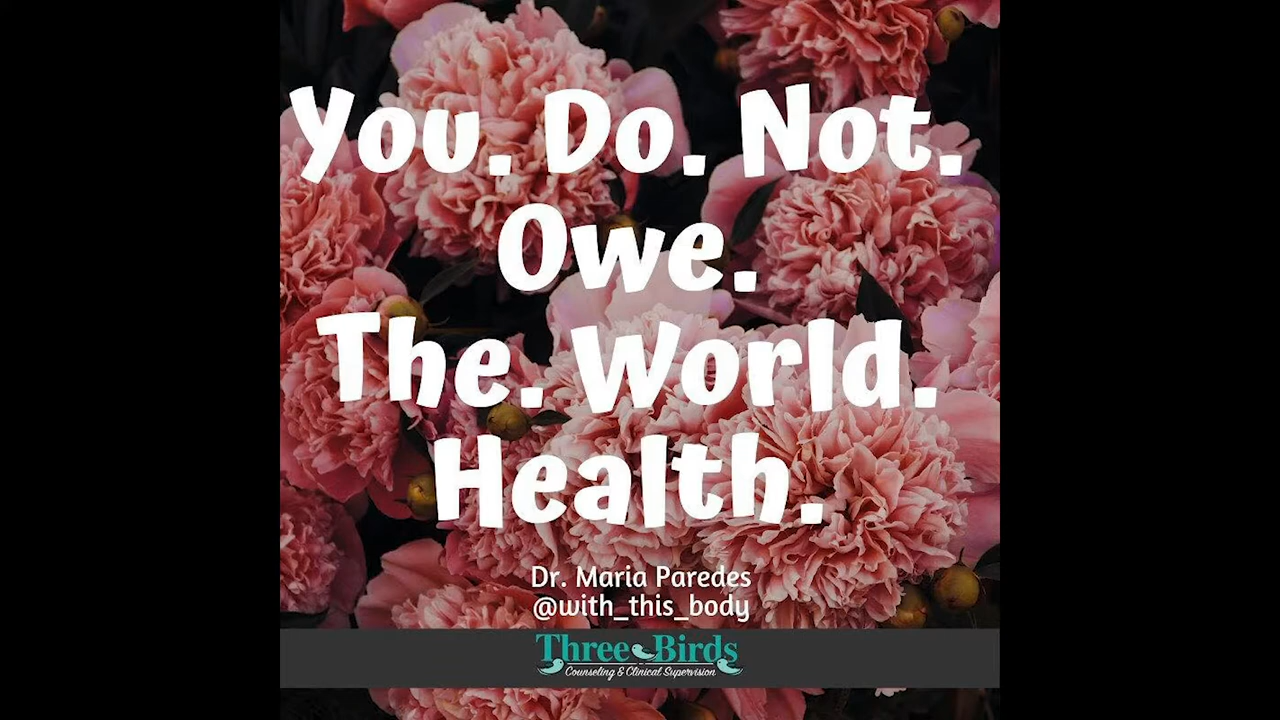 You. Do. Not.
Owe.
The. World.
Health.
Dr. Maria Paredes
@with_this_body
Three Birds
Counseling & Clinical Supervision